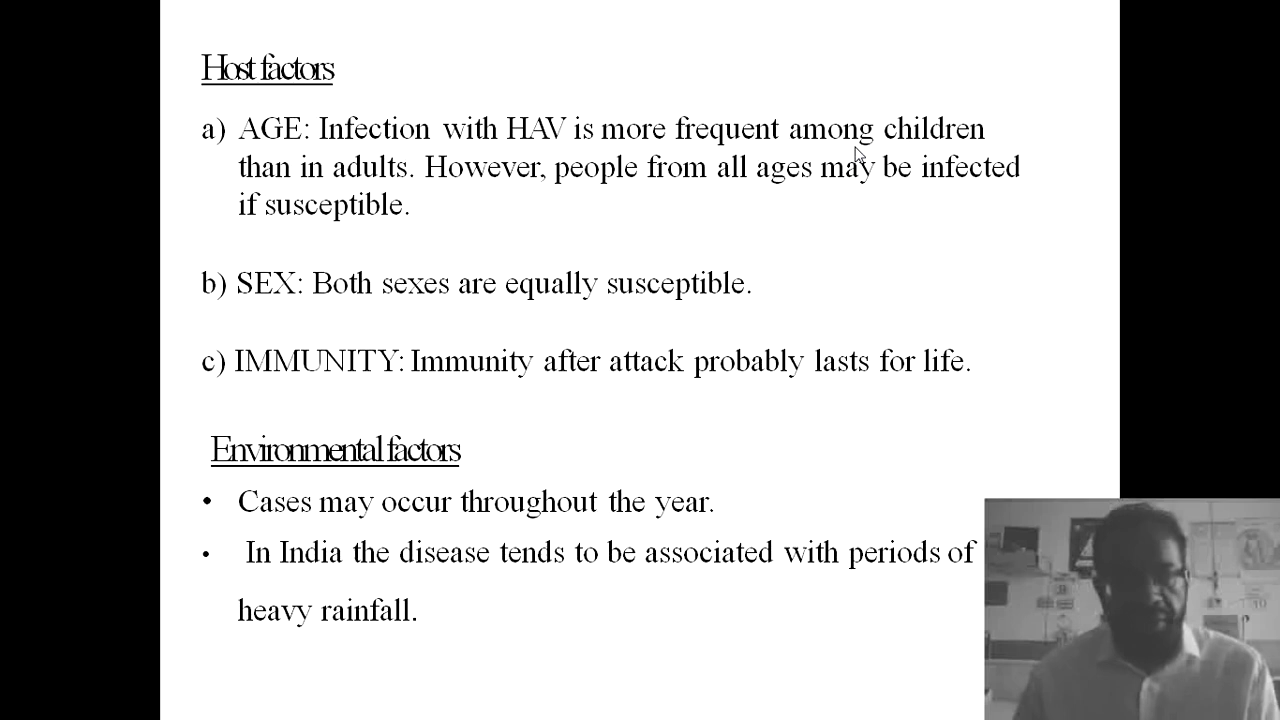 Host factors
a) AGE: Infection with HAV is more frequent among children
than in adults. However, people from all ages may be infected
if susceptible.
b) SEX: Both sexes are equally susceptible.
c) IMMUNITY: Immunity after attack probably lasts for life.
Environmental factors
• Cases may occur throughout the year.
• In India the disease tends to be associated with periods of
heavy rainfall.